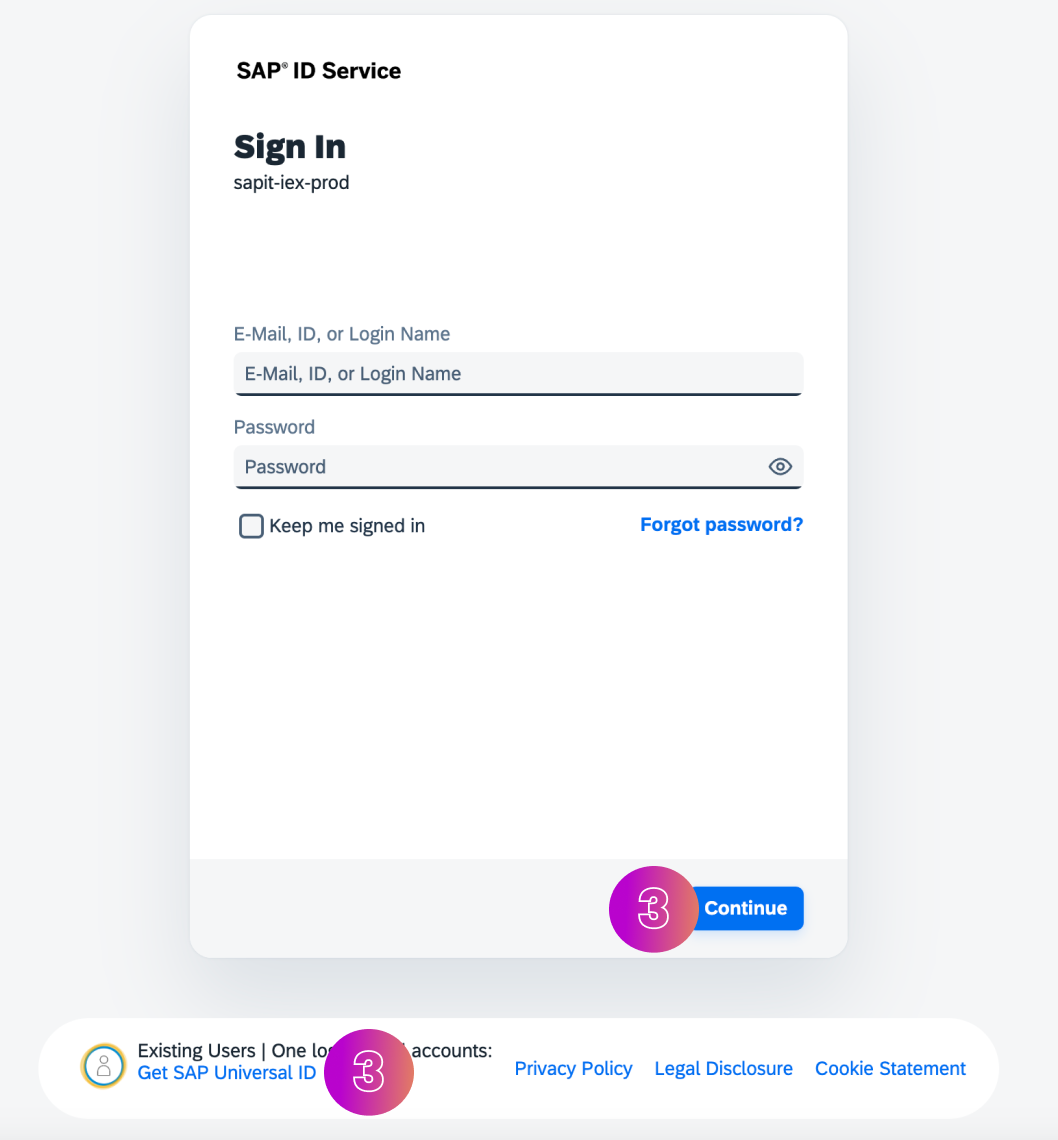 SAP® ID Service
Sign In
sapit-iex-prod
E-Mail, ID, or Login Name
E-Mail, ID, or Login Name
Password
Password
Keep me signed in
Forgot password?
3
Continue
Existing Users | One accounts:
Get SAP Universal ID
3
Privacy Policy
Legal Disclosure
Cookie Statement